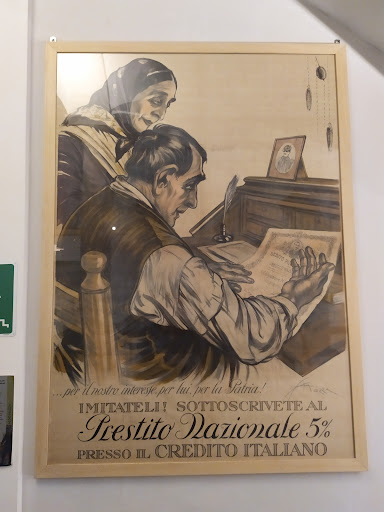 ...per il nostro interesse, per lui, per la Patria!
IMITATELI! SOTTOSCRIVETE AL
Prestito Nazionale 5%
PRESSO IL CREDITO ITALIANO